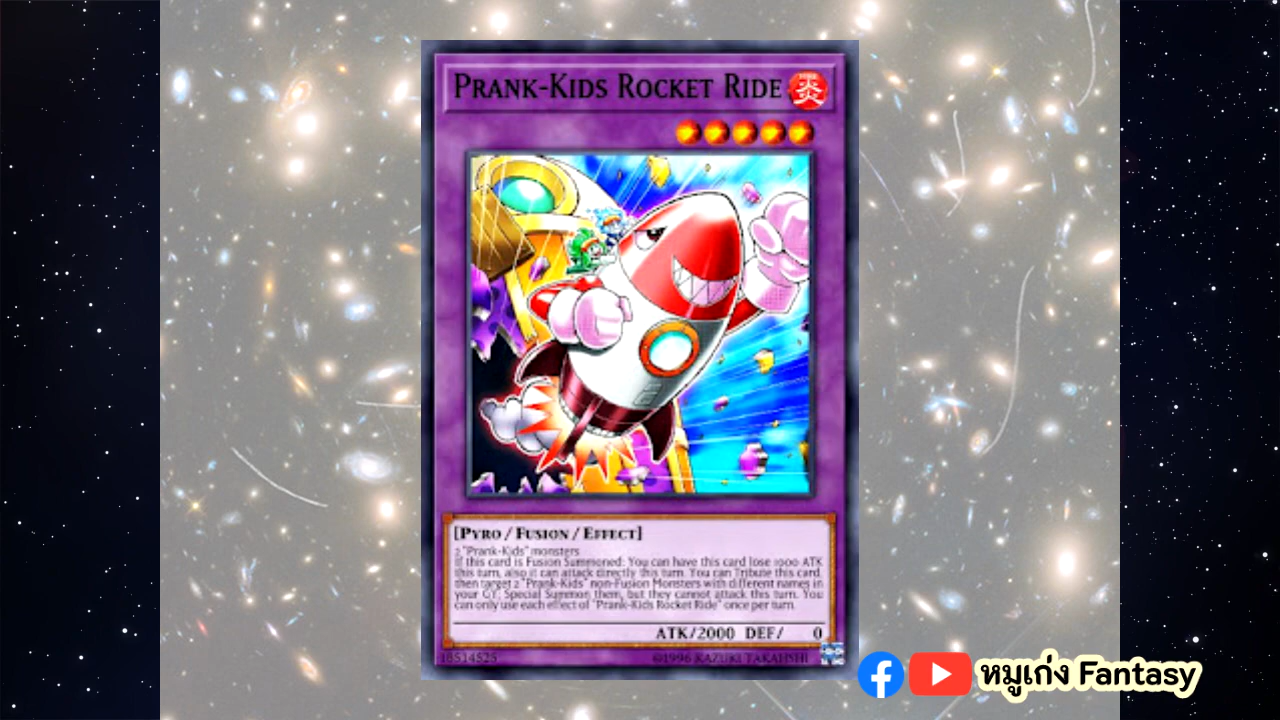 PRANK-KIDS ROCKET RIDE
炎
[PYRO / FUSION / EFFECT]
2 "Prank-Kids" monsters
If this card is Fusion Summoned: You can have this card lose 1000 ATK
this turn, also it can attack directly this turn. You can Tribute this card,
then target 2 "Prank-Kids" non-Fusion Monsters with different names in
your GY; Special Summon them, but they cannot attack this turn. You
can only use each effect of "Prank-Kids Rocket Ride" once per turn.
ATK/2000 DEF/ 0
18514525
©1996 KAZUKI TAKAHSHI
หมูเก่ง Fantasy